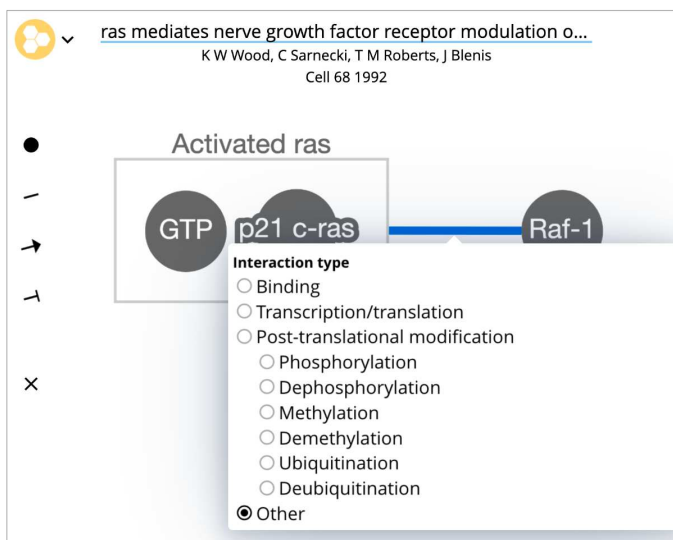 ras mediates nerve growth factor receptor modulation o...
K W Wood, C Sarnecki, T M Roberts, J Blenis
Cell 68 1992
Activated ras
GTP p21 c-ras Raf-1
Interaction type
Binding
Transcription/translation
Post-translational modification
Phosphorylation
Dephosphorylation
Methylation
Demethylation
Ubiquitination
Deubiquitination
Other